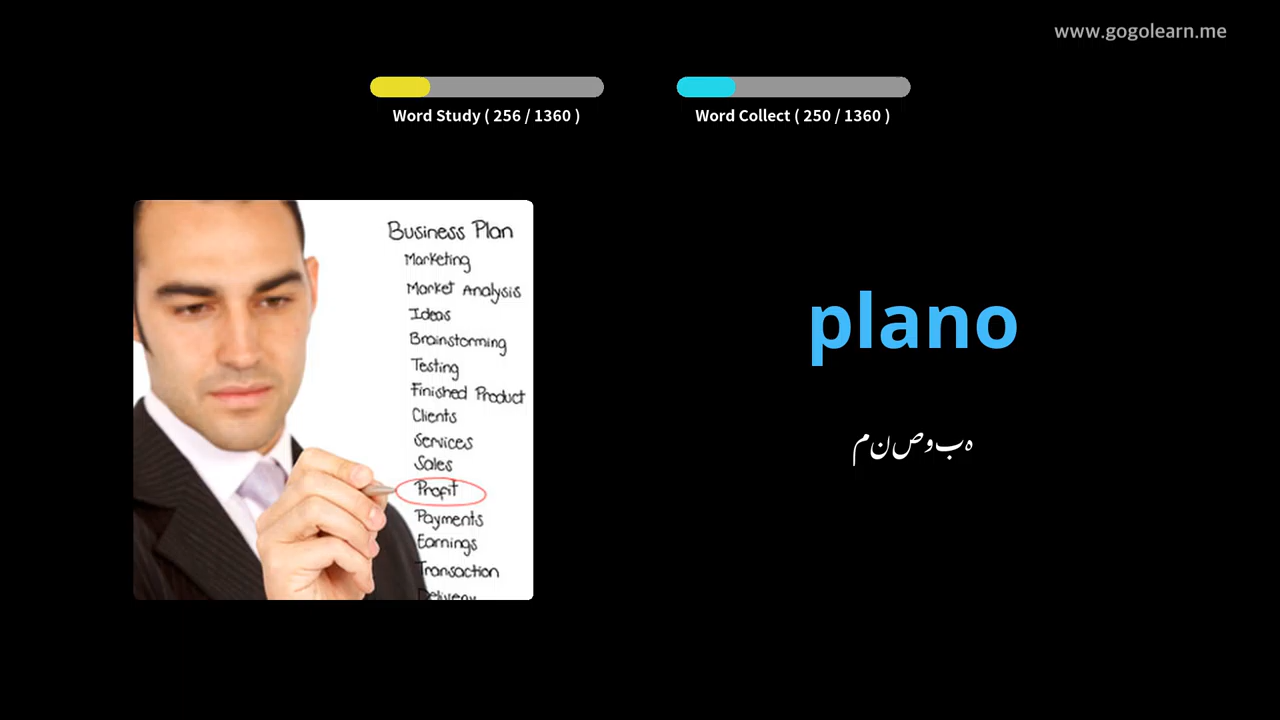 www.gogolearn.me
Word Study ( 256 / 1360 )
Word Collect ( 250 / 1360 )
Business Plan
Marketing
Market Analysis
Ideas
Brainstorming
Testing
Finished Product
Clients
Services
Sales
Profit
Payments
Earnings
Transaction
Delivery
plano
منصوبہ